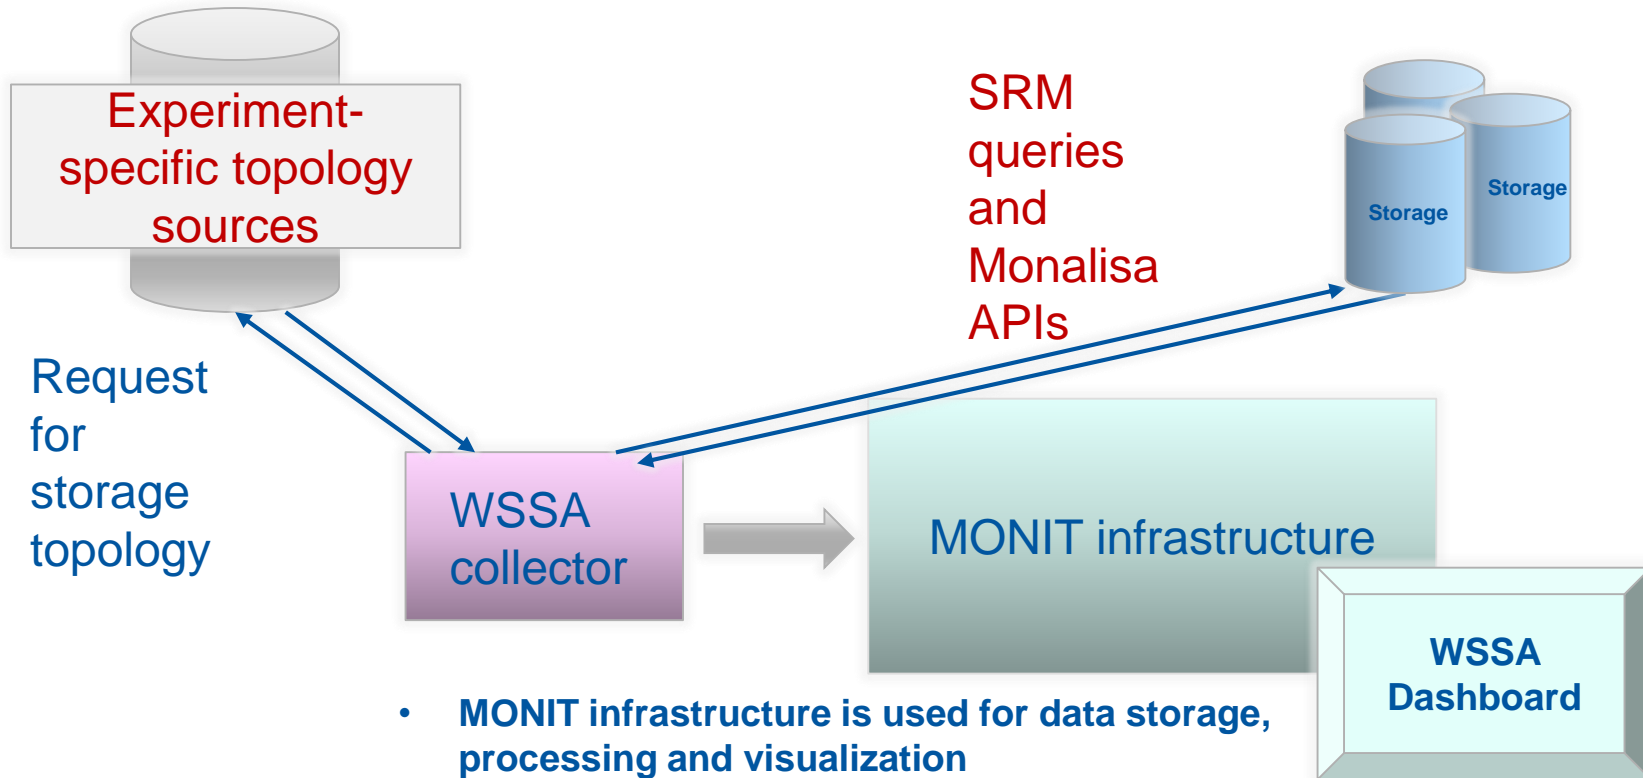 Experiment-
specific topology
sources
SRM
queries
and
Monalisa
APIs
Storage
Storage
Request
for
storage
topology
WSSA
collector
MONIT infrastructure
WSSA
Dashboard
• MONIT infrastructure is used for data storage,
processing and visualization